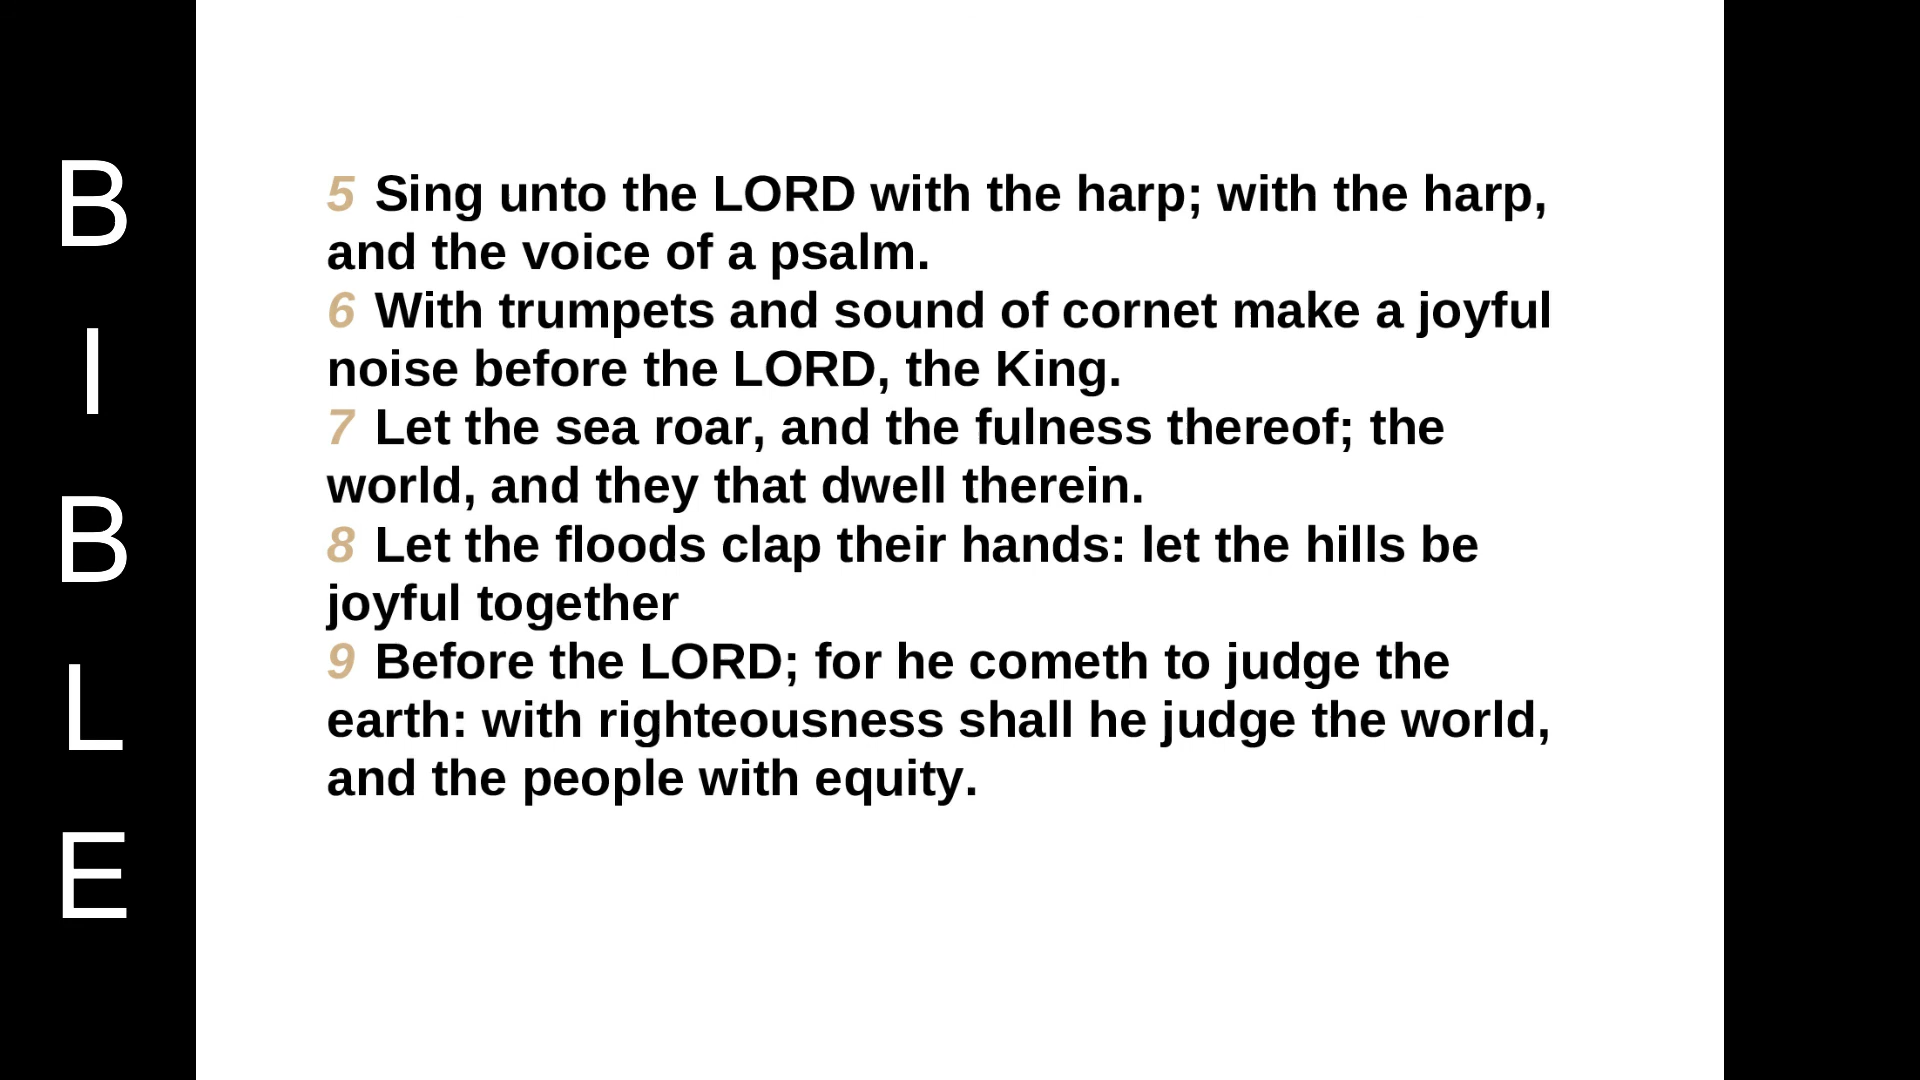 BIBLE
5 Sing unto the LORD with the harp; with the harp,
and the voice of a psalm.
6 With trumpets and sound of cornet make a joyful
noise before the LORD, the King.
7 Let the sea roar, and the fulness thereof; the
world, and they that dwell therein.
8 Let the floods clap their hands: let the hills be
joyful together
9 Before the LORD; for he cometh to judge the
earth: with righteousness shall he judge the world,
and the people with equity.